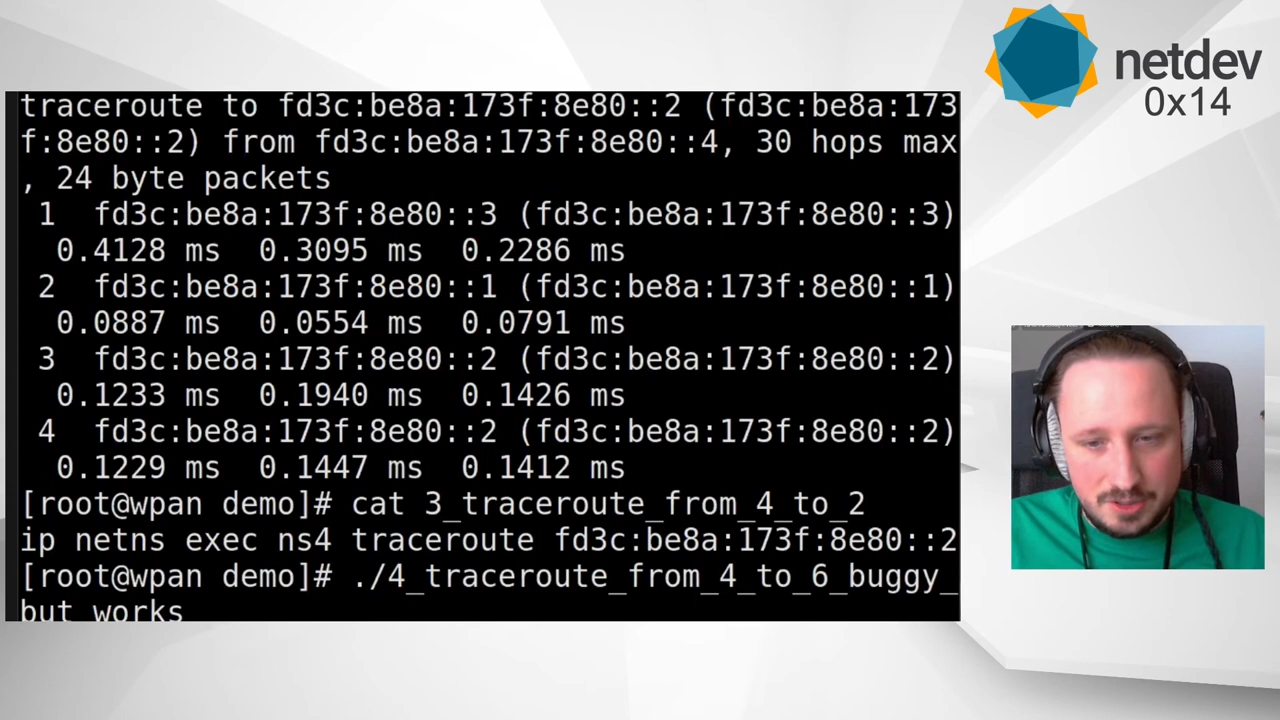 netdev
0x14
traceroute to fd3c:be8a:173f:8e80::2 (fd3c:be8a:173
f:8e80::2) from fd3c:be8a:173f:8e80::4, 30 hops max
, 24 byte packets
1 fd3c:be8a:173f:8e80::3 (fd3c:be8a:173f:8e80::3)
0.4128 ms 0.3095 ms 0.2286 ms
2 fd3c:be8a:173f:8e80::1 (fd3c:be8a:173f:8e80::1)
0.0887 ms 0.0554 ms 0.0791 ms
3 fd3c:be8a:173f:8e80::2 (fd3c:be8a:173f:8e80::2)
0.1233 ms 0.1940 ms 0.1426 ms
4 fd3c:be8a:173f:8e80::2 (fd3c:be8a:173f:8e80::2)
0.1229 ms 0.1447 ms 0.1412 ms
[root@wpan demo]# cat 3_traceroute_from_4_to_2
ip netns exec ns4 traceroute fd3c:be8a:173f:8e80::2
[root@wpan demo]# ./4_traceroute_from_4_to_6_buggy_
but_works